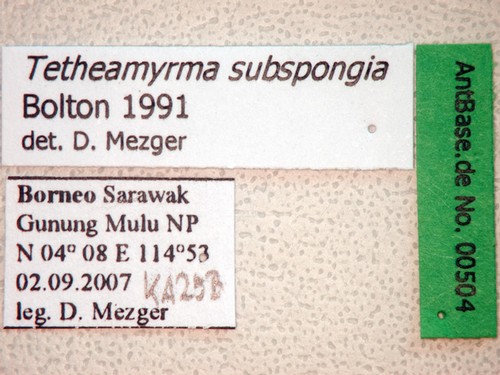 Tetheamyrma subspongia
Bolton 1991
det. D. Mezger
Borneo Sarawak
Gunung Mulu NP
N 04° 08 E 114°53
02.09.2007 KA25B
leg. D. Mezger
AntBase.de No. 00504